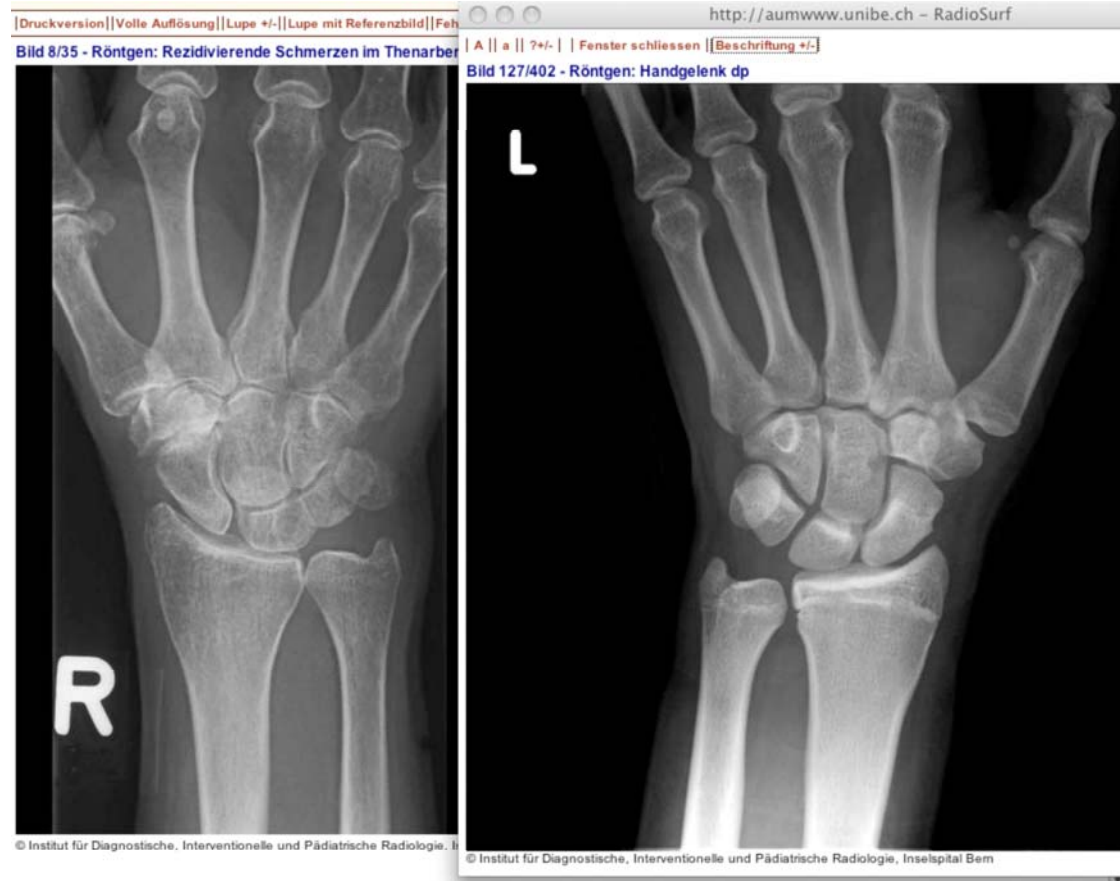 |Druckversion||Volle Auflösung||Lupe +/-||Lupe mit Referenzbild||Feh
Bild 8/35 - Röntgen: Rezidivierende Schmerzen im Thenarber
R
© Institut für Diagnostische, Interventionelle und Pädiatrische Radiologie. I
http://aumwww.unibe.ch – RadioSurf
| A || a || ?+/- | | Fenster schliessen ||Beschriftung +/-|
Bild 127/402 - Röntgen: Handgelenk dp
L
© Institut für Diagnostische, Interventionelle und Pädiatrische Radiologie, Inselspital Bern